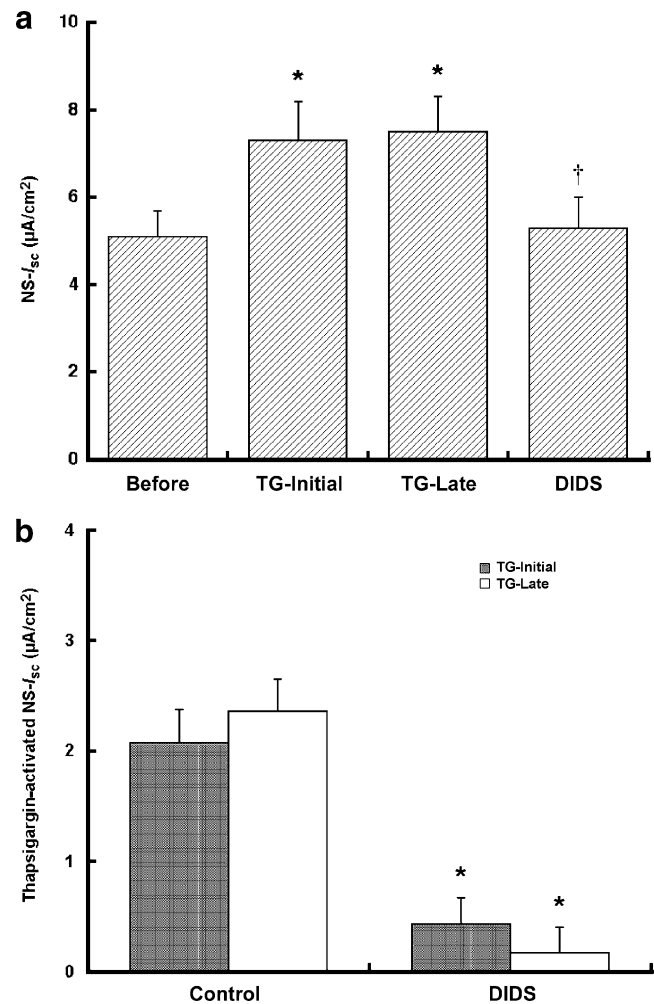 a
10
8
6
4
2
0
NS-Isc (µA/cm2)
* * †
Before TG-Initial TG-Late DIDS
b
4
3
2
1
0
Thapsigargin-activated NS-Isc (µA/cm2)
TG-Initial
TG-Late
* *
Control DIDS